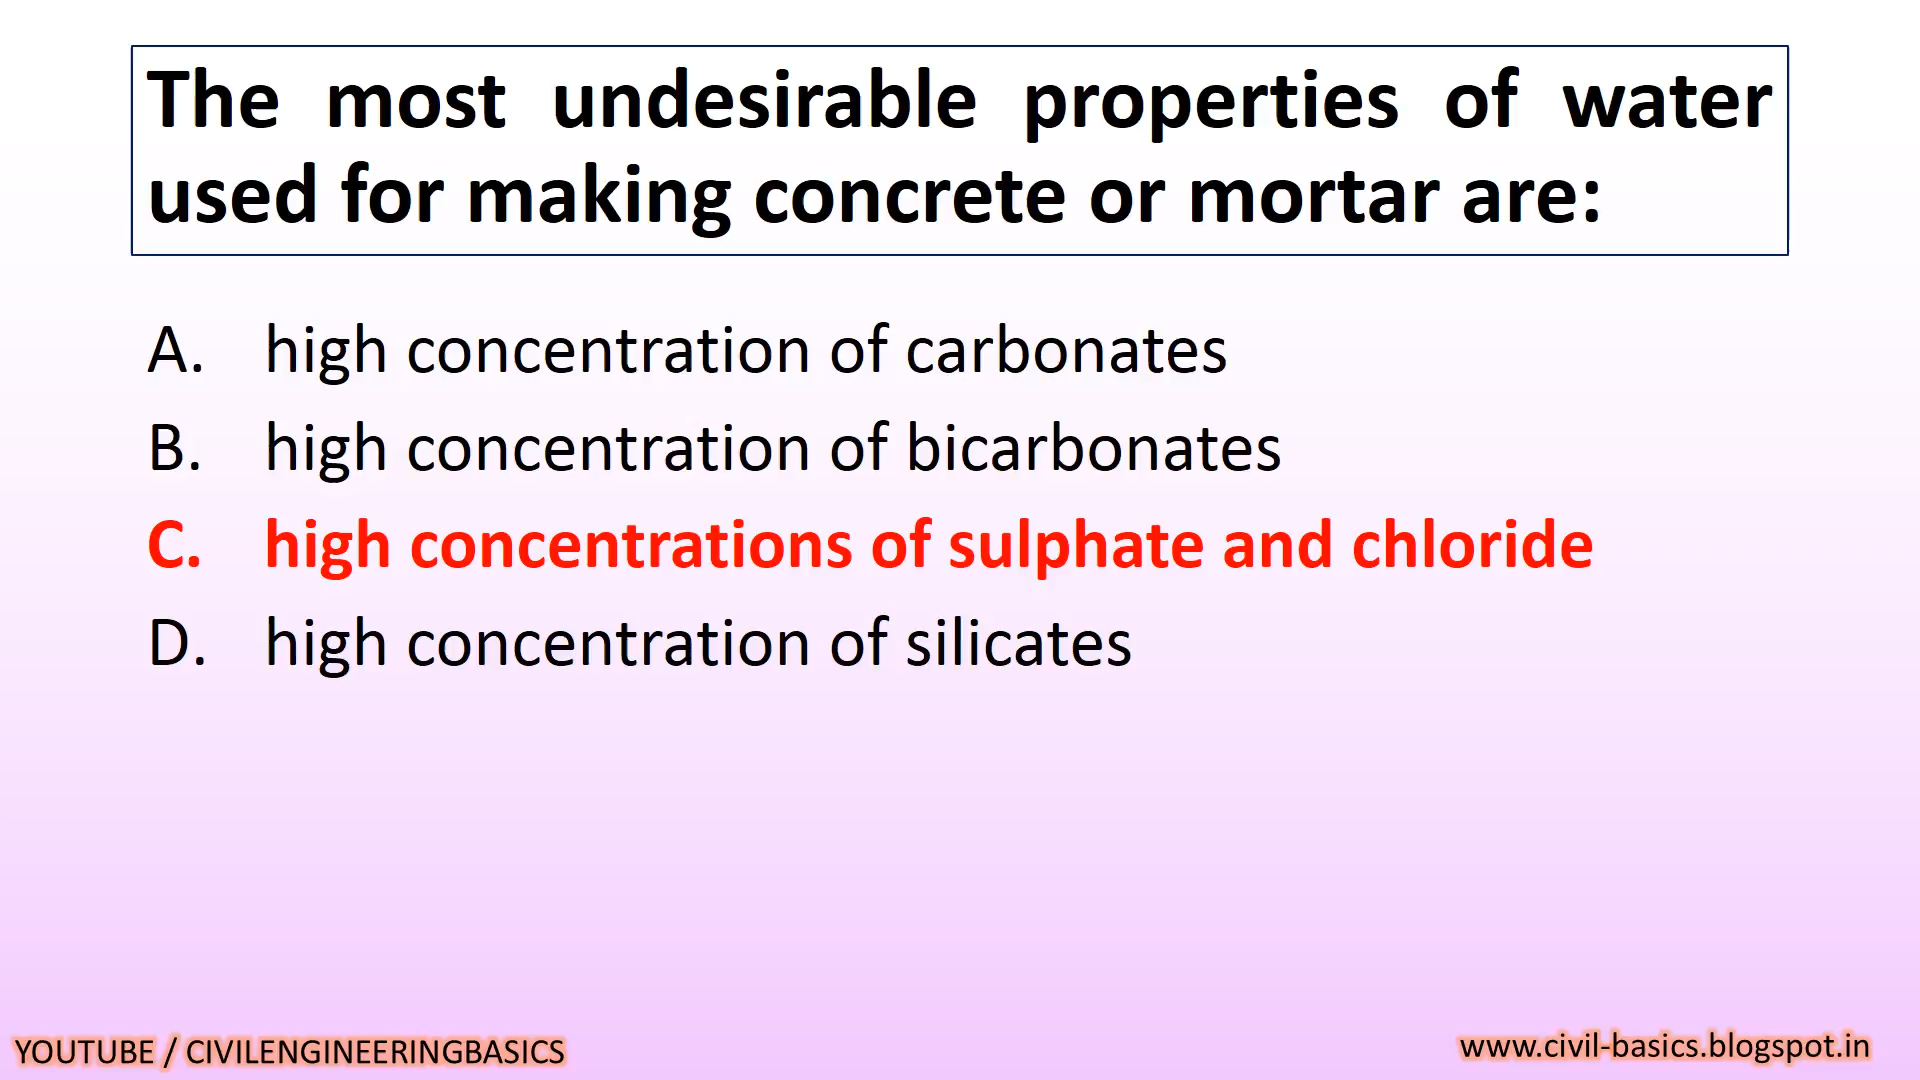 The most undesirable properties of water
used for making concrete or mortar are:
A. high concentration of carbonates
B. high concentration of bicarbonates
C. high concentrations of sulphate and chloride
D. high concentration of silicates
YOUTUBE / CIVILENGINEERINGBASICS
www.civil-basics.blogspot.in